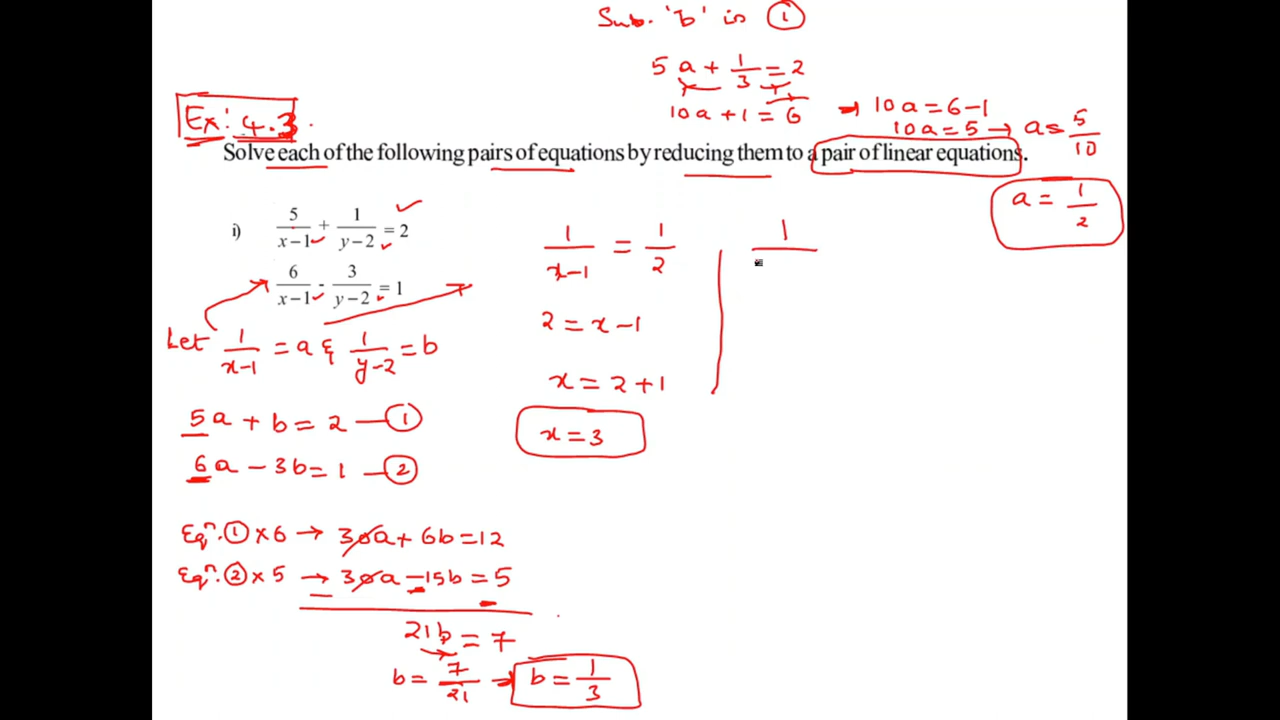 Sub. 'b' in ①
5a + 1/3 = 2
10a + 1 = 6 → 10a = 6-1
10a = 5 → a = 5/10
a = 1/2
Ex: 4.3.
Solve each of the following pairs of equations by reducing them to a pair of linear equations.
i) 5/(x-1) + 1/(y-2) = 2
6/(x-1) - 3/(y-2) = 1
Let 1/(x-1) = a & 1/(y-2) = b
5a + b = 2 — ①
6a - 3b = 1 — ②
Eqn. ① × 6 → 30a + 6b = 12
Eqn. ② × 5 → 30a - 15b = 5
21b = 7
b = 7/21 → b = 1/3
1/(x-1) = 1/2
2 = x-1
x = 2+1
x = 3
1